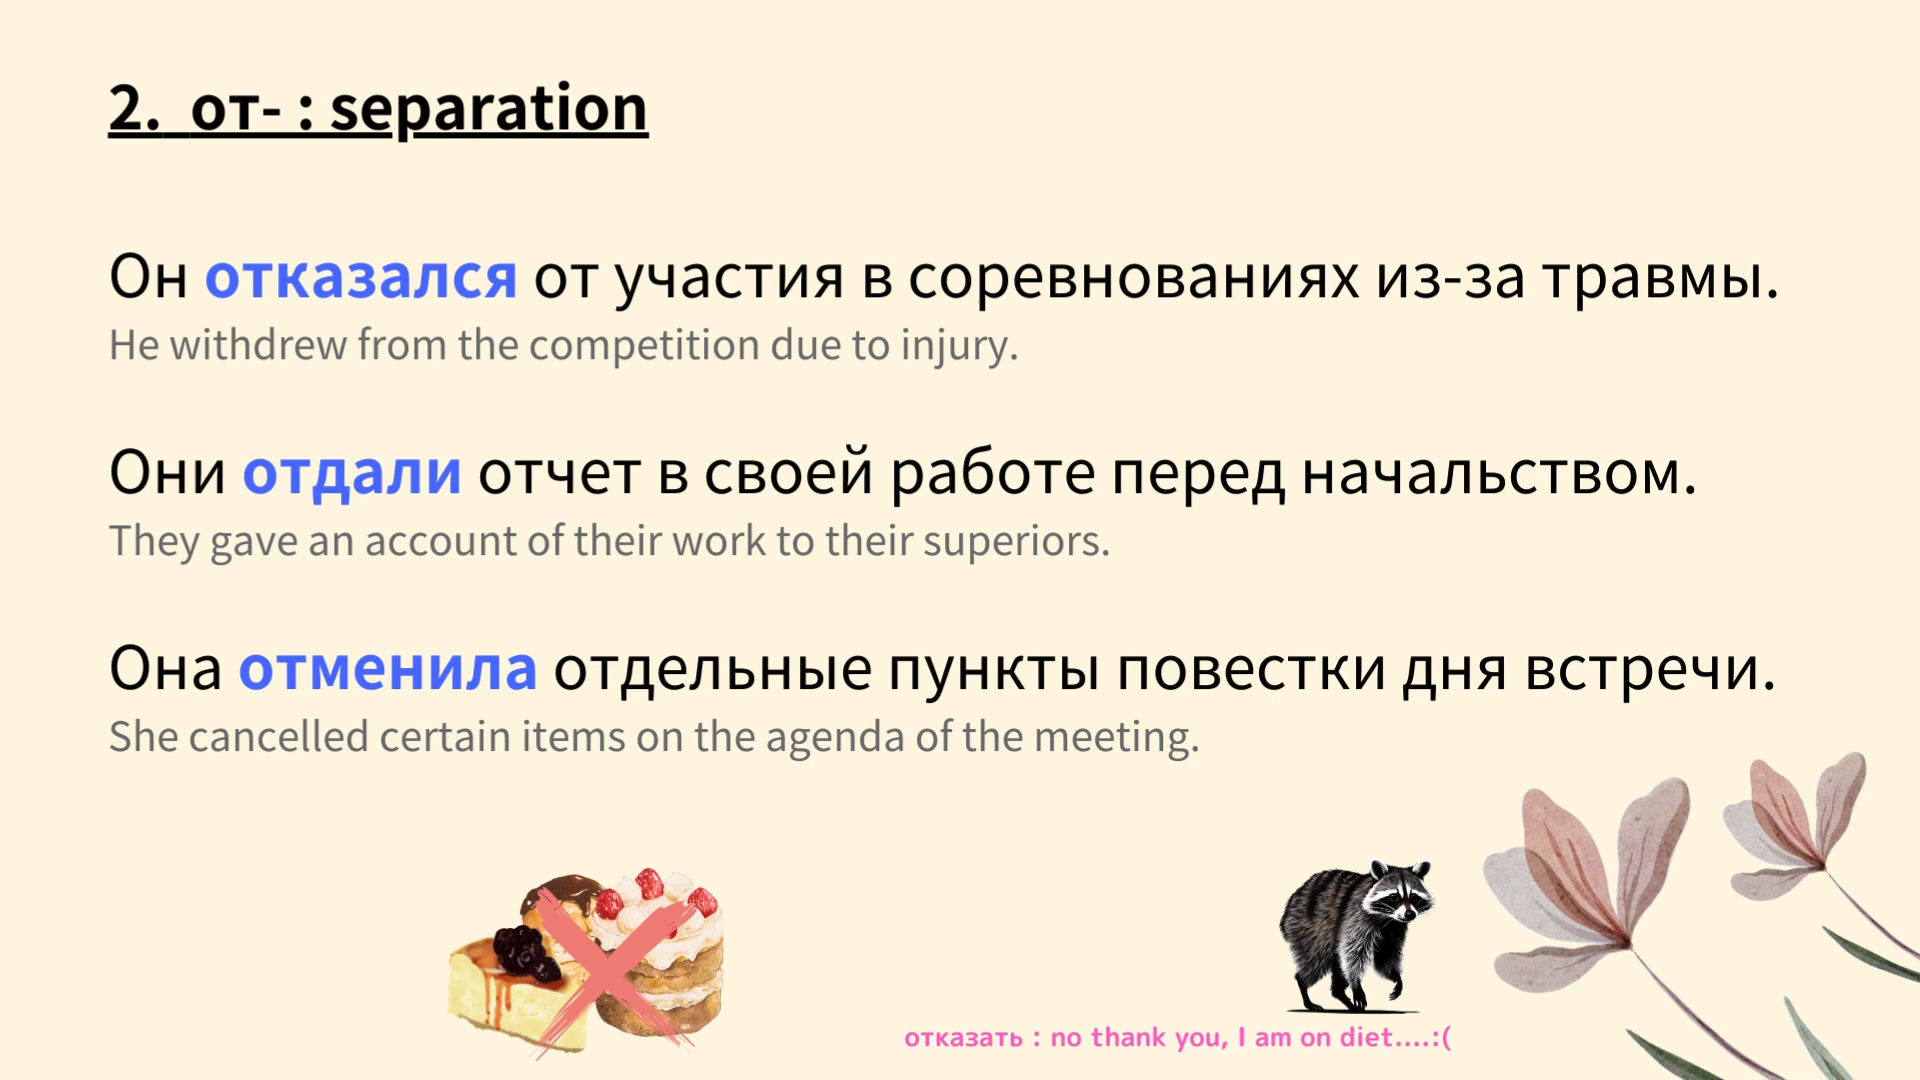 2.  от- : separation
Он отказался от участия в соревнованиях из-за травмы.
He withdrew from the competition due to injury.
Они отдали отчет в своей работе перед начальством.
They gave an account of their work to their superiors.
Она отменила отдельные пункты повестки дня встречи.
She cancelled certain items on the agenda of the meeting.
отказать : no thank you, I am on diet....:(